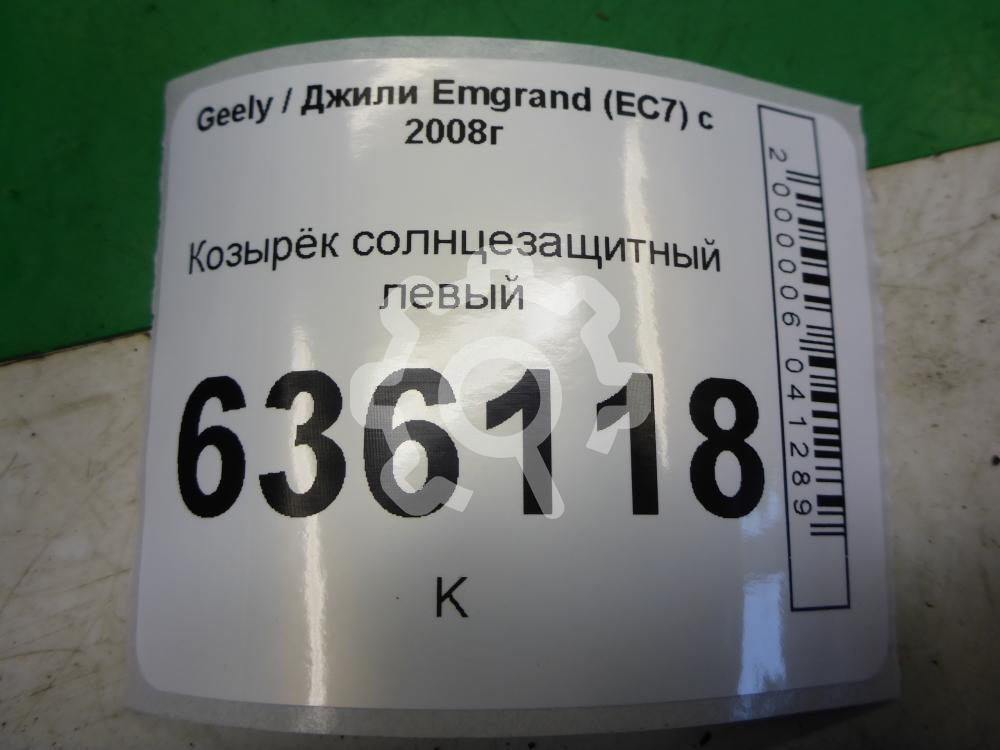 Geely / Джили Emgrand (EC7) с
2008г
Козырёк солнцезащитный
левый
636118
К
2000006041289